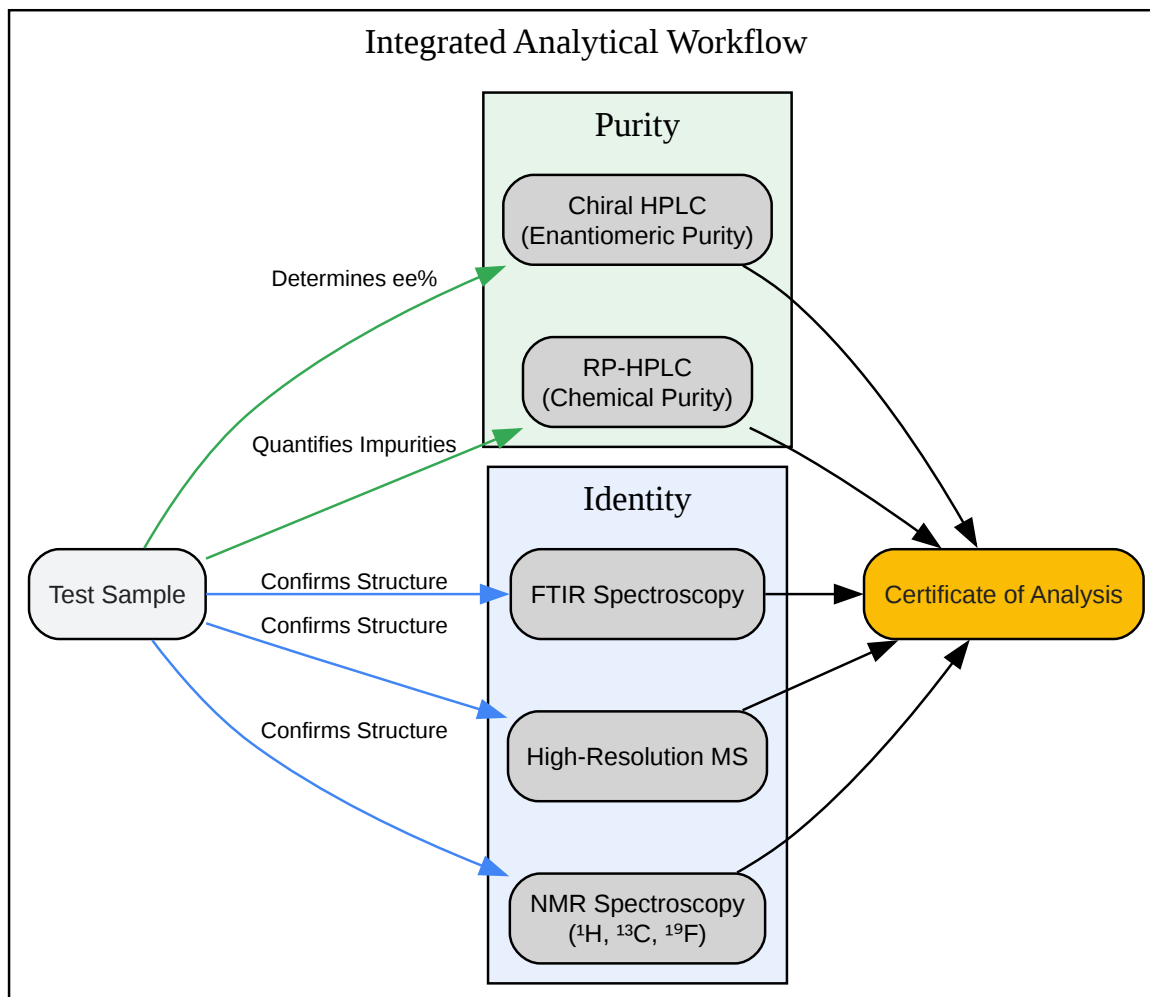 Integrated Analytical Workflow
Purity
Chiral HPLC
(Enantiomeric Purity)
Determines ee%
RP-HPLC
(Chemical Purity)
Quantifies Impurities
Identity
Test Sample
Confirms Structure
FTIR Spectroscopy
Certificate of Analysis
Confirms Structure
High-Resolution MS
Confirms Structure
NMR Spectroscopy
(¹H, ¹³C, ¹⁹F)